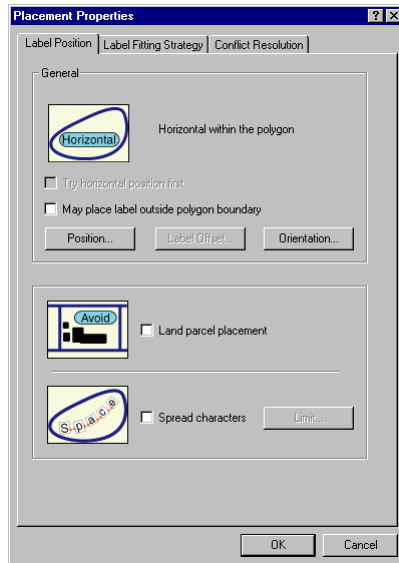 Placement Properties
Label Position Label Fitting Strategy Conflict Resolution
General
Horizontal
Horizontal within the polygon
Try horizontal position first
May place label outside polygon boundary
Position... Label Offset... Orientation...
Avoid
Land parcel placement
S.p.a.c.e
Spread characters Limit...
OK Cancel